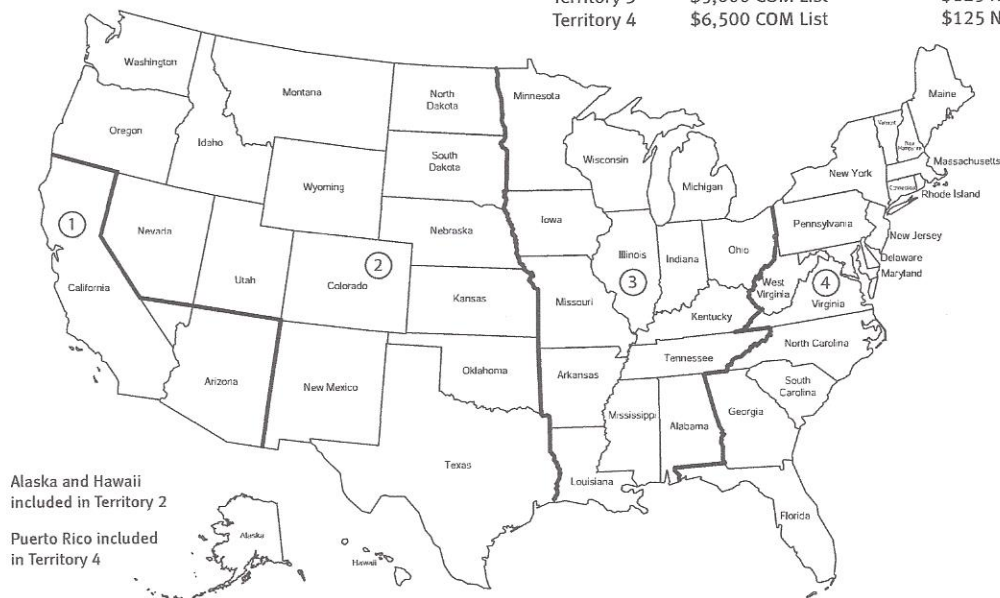 Territory 4 $6,500 COM List $125 N
Washington
Montana
North
Dakota
Minnesota
Maine
Oregon
Idaho
South
Dakota
Wisconsin
Michigan
New York
Massachusetts
Rhode Island
Wyoming
Iowa
Pennsylvania
1
Nevada
Nebraska
Illinois
Indiana
Ohio
New Jersey
Delaware
Maryland
2
Utah
Colorado
3
West
Virginia
4
Virginia
California
Kansas
Missouri
Kentucky
North Carolina
Tennessee
Arizona
New Mexico
Oklahoma
Arkansas
South
Carolina
Mississippi
Alabama
Georgia
Texas
Louisiana
Florida
Alaska and Hawaii
included in Territory 2
Puerto Rico included
in Territory 4
Alaska
Hawaii